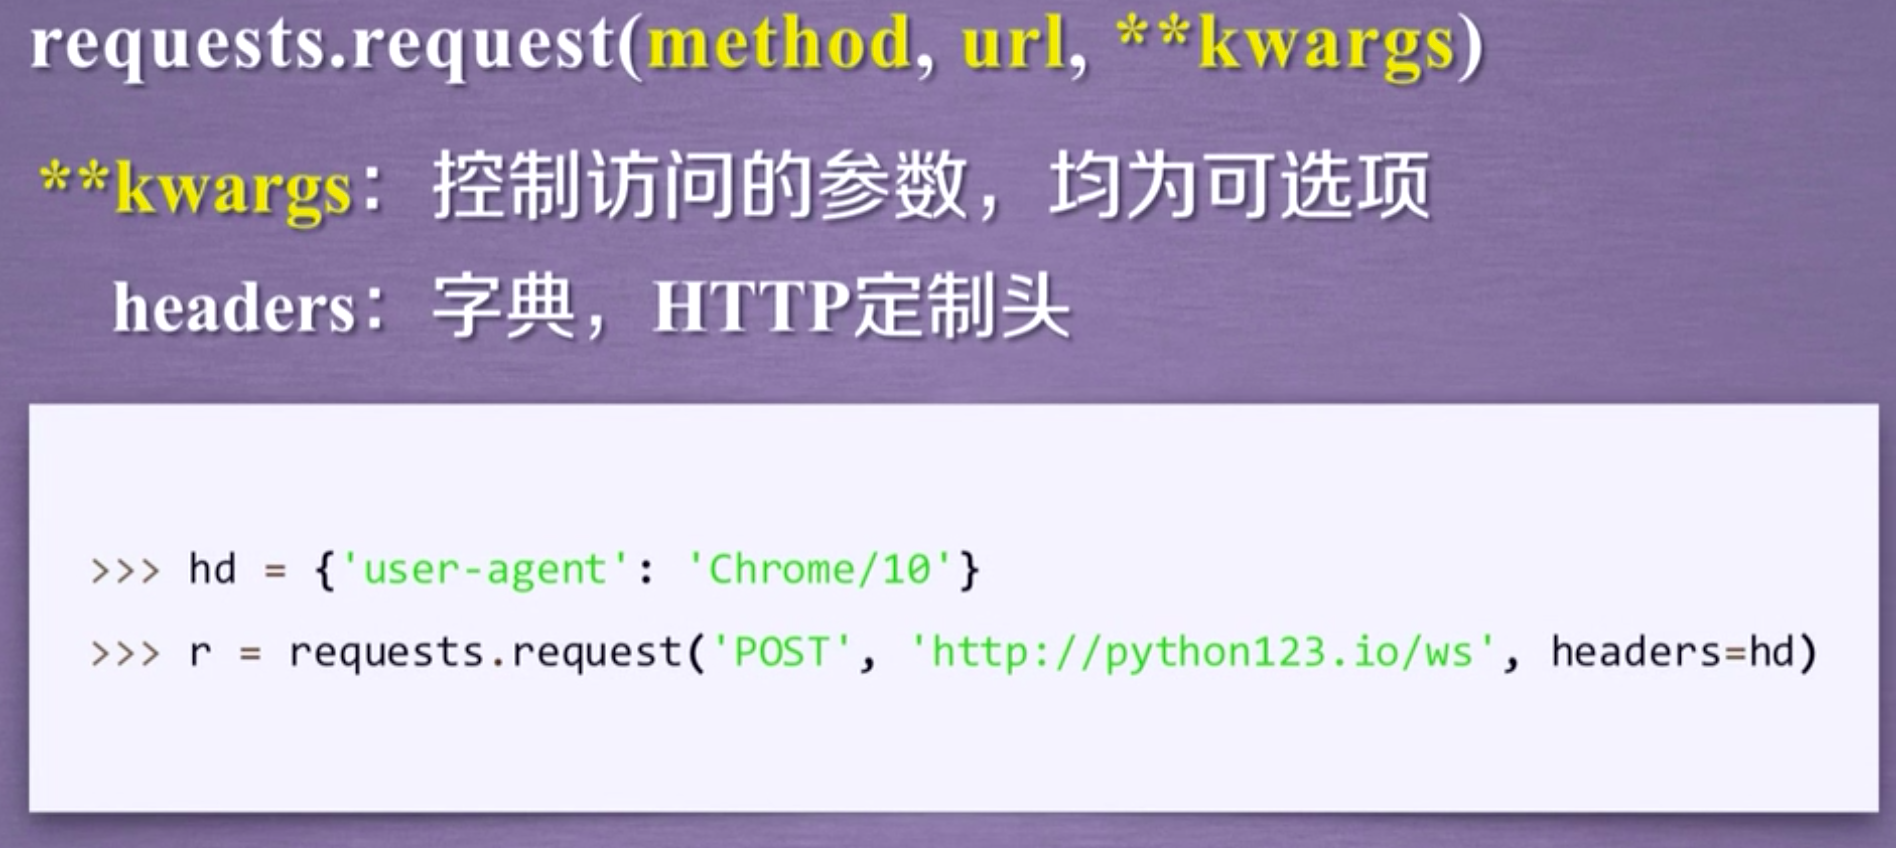 requests.request(method, url, **kwargs)
**kwargs：控制访问的参数，均为可选项
headers：字典，HTTP定制头
>>> hd = {'user-agent': 'Chrome/10'}
>>> r = requests.request('POST', 'http://python123.io/ws', headers=hd)